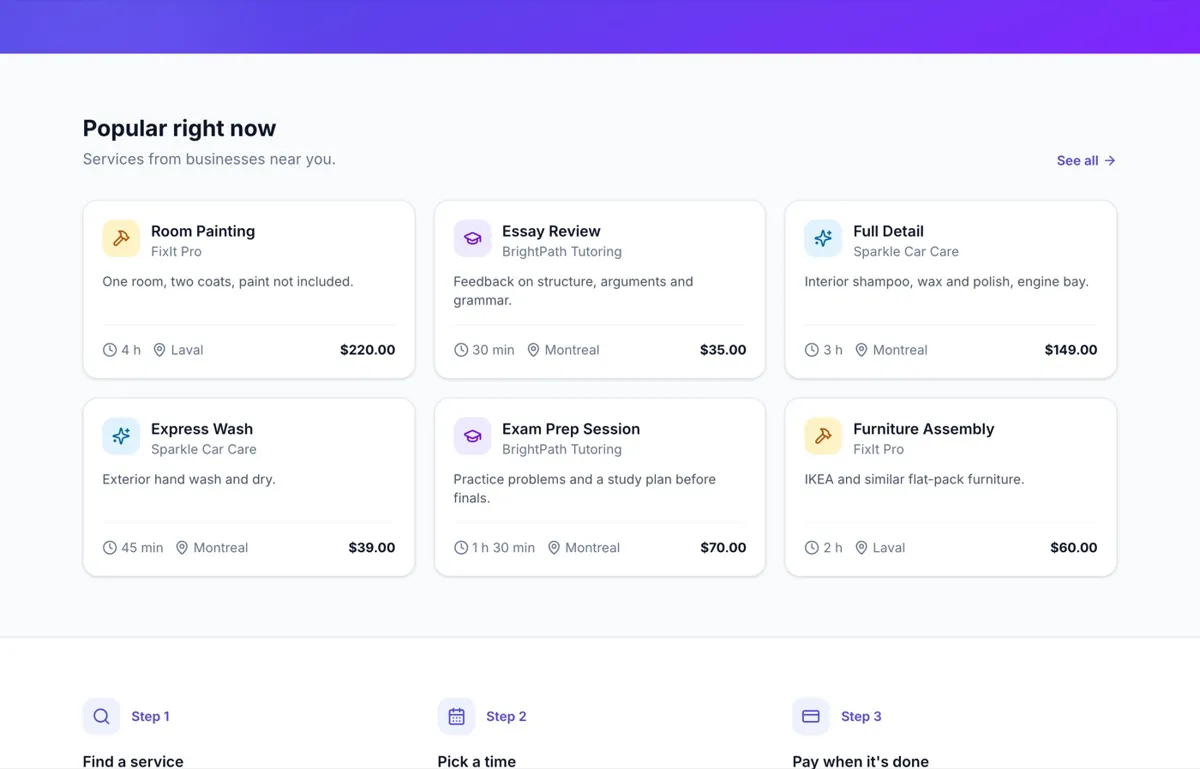 Popular right now
Services from businesses near you.
See all
Room Painting
FixIt Pro
One room, two coats, paint not included.
4 h Laval $220.00
Essay Review
BrightPath Tutoring
Feedback on structure, arguments and
grammar.
30 min Montreal $35.00
Full Detail
Sparkle Car Care
Interior shampoo, wax and polish, engine bay.
3 h Montreal $149.00
Express Wash
Sparkle Car Care
Exterior hand wash and dry.
45 min Montreal $39.00
Exam Prep Session
BrightPath Tutoring
Practice problems and a study plan before
finals.
1 h 30 min Montreal $70.00
Furniture Assembly
FixIt Pro
IKEA and similar flat-pack furniture.
2 h Laval $60.00
Step 1
Find a service
Step 2
Pick a time
Step 3
Pay when it's done